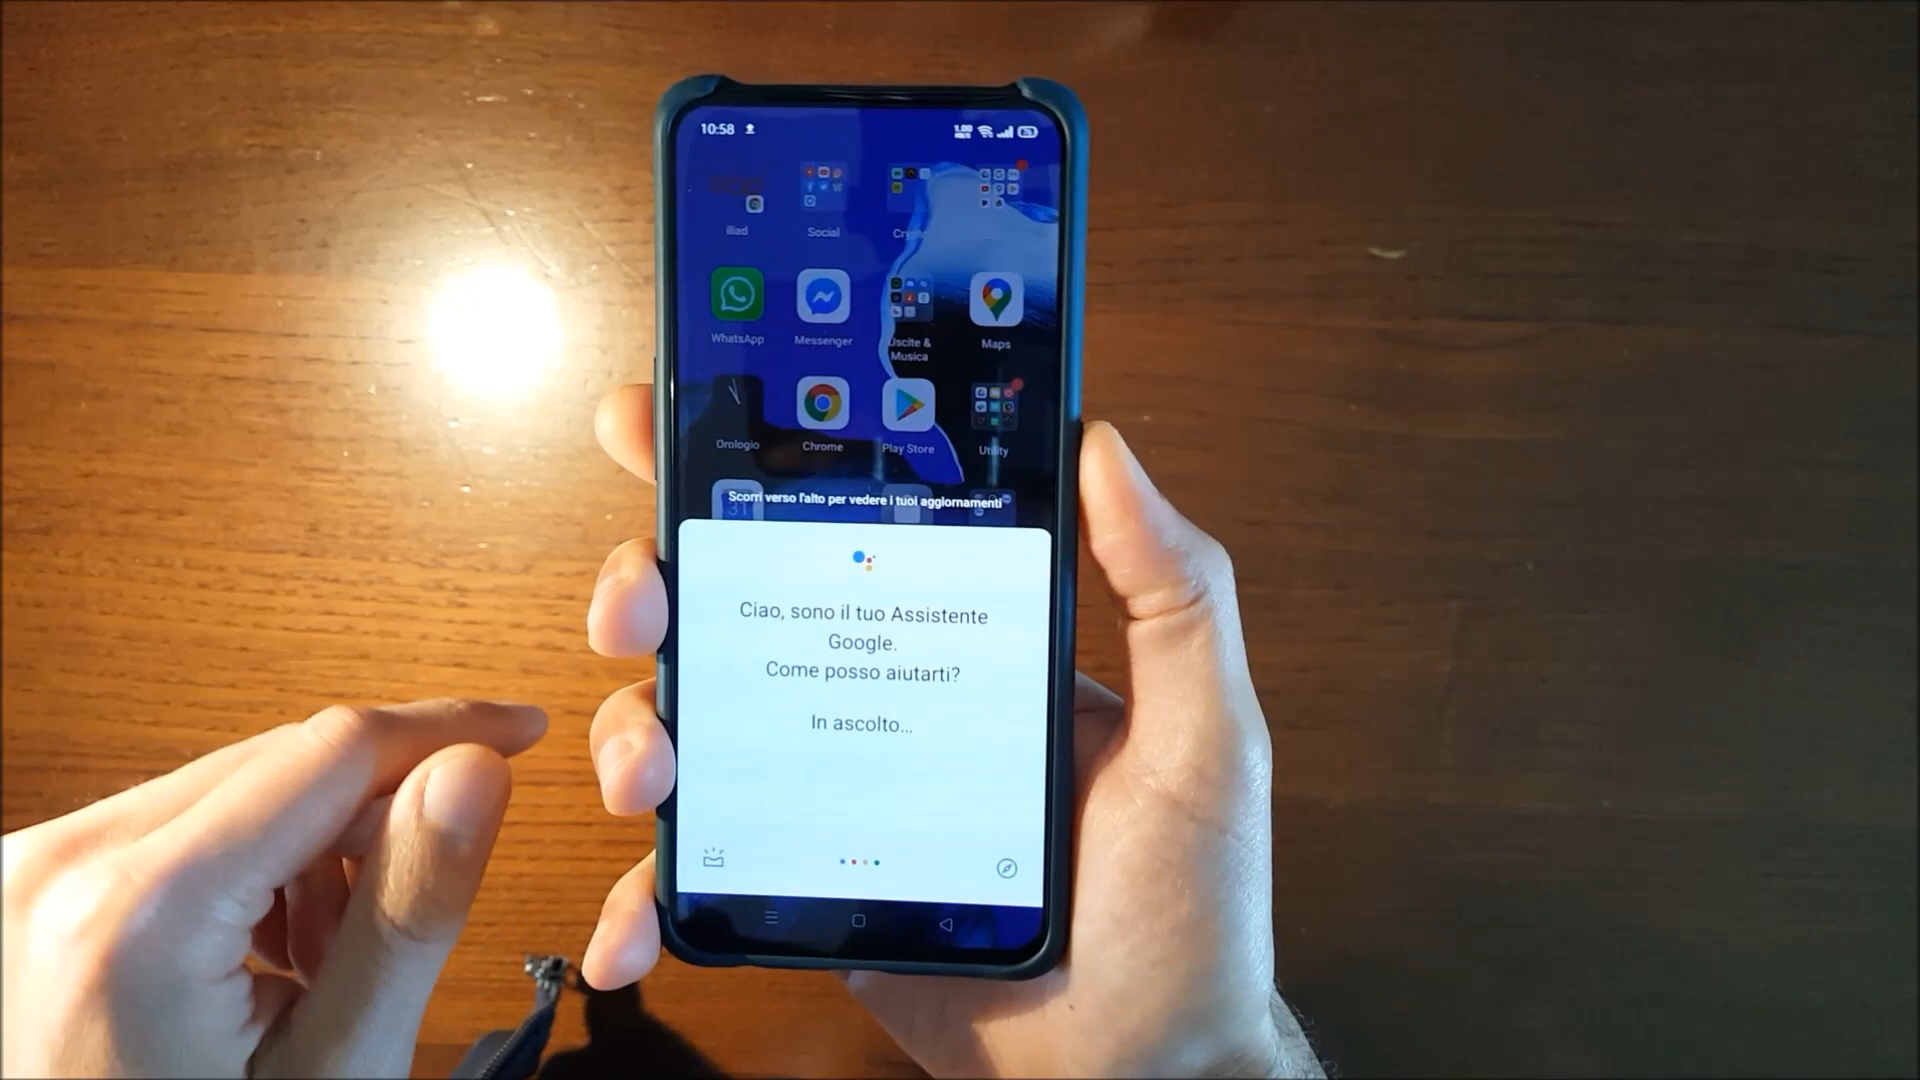 10:58
iliad
Social
WhatsApp
Messenger
Uscite &
Musica
Maps
Orologio
Chrome
Play Store
Utility
31
Scorri verso l'alto per vedere i tuoi aggiornamenti
Ciao, sono il tuo Assistente
Google.
Come posso aiutarti?
In ascolto...